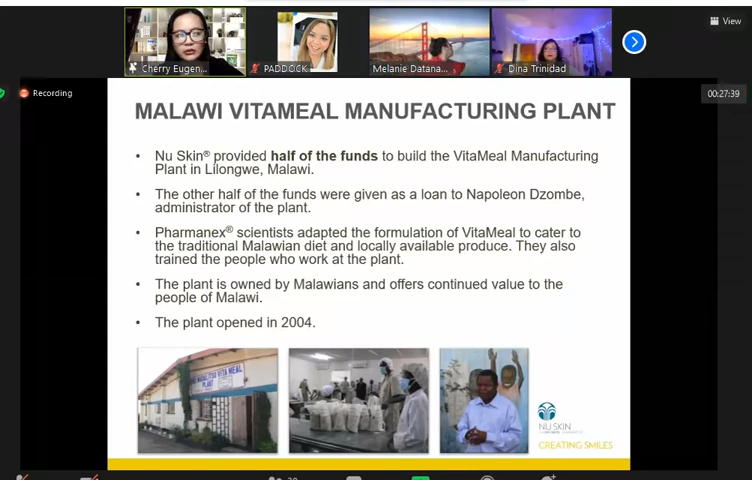 View
Cherry Eugen...
PADDOCK
Melanie Datana...
Dina Trinidad
Recording
00:27:39
MALAWI VITAMEAL MANUFACTURING PLANT
• Nu Skin® provided half of the funds to build the VitaMeal Manufacturing
Plant in Lilongwe, Malawi.
• The other half of the funds were given as a loan to Napoleon Dzombe,
administrator of the plant.
• Pharmanex® scientists adapted the formulation of VitaMeal to cater to
the traditional Malawian diet and locally available produce. They also
trained the people who work at the plant.
• The plant is owned by Malawians and offers continued value to the
people of Malawi.
• The plant opened in 2004.
VITA MEAL
PLANT
NU SKIN
CREATING SMILES